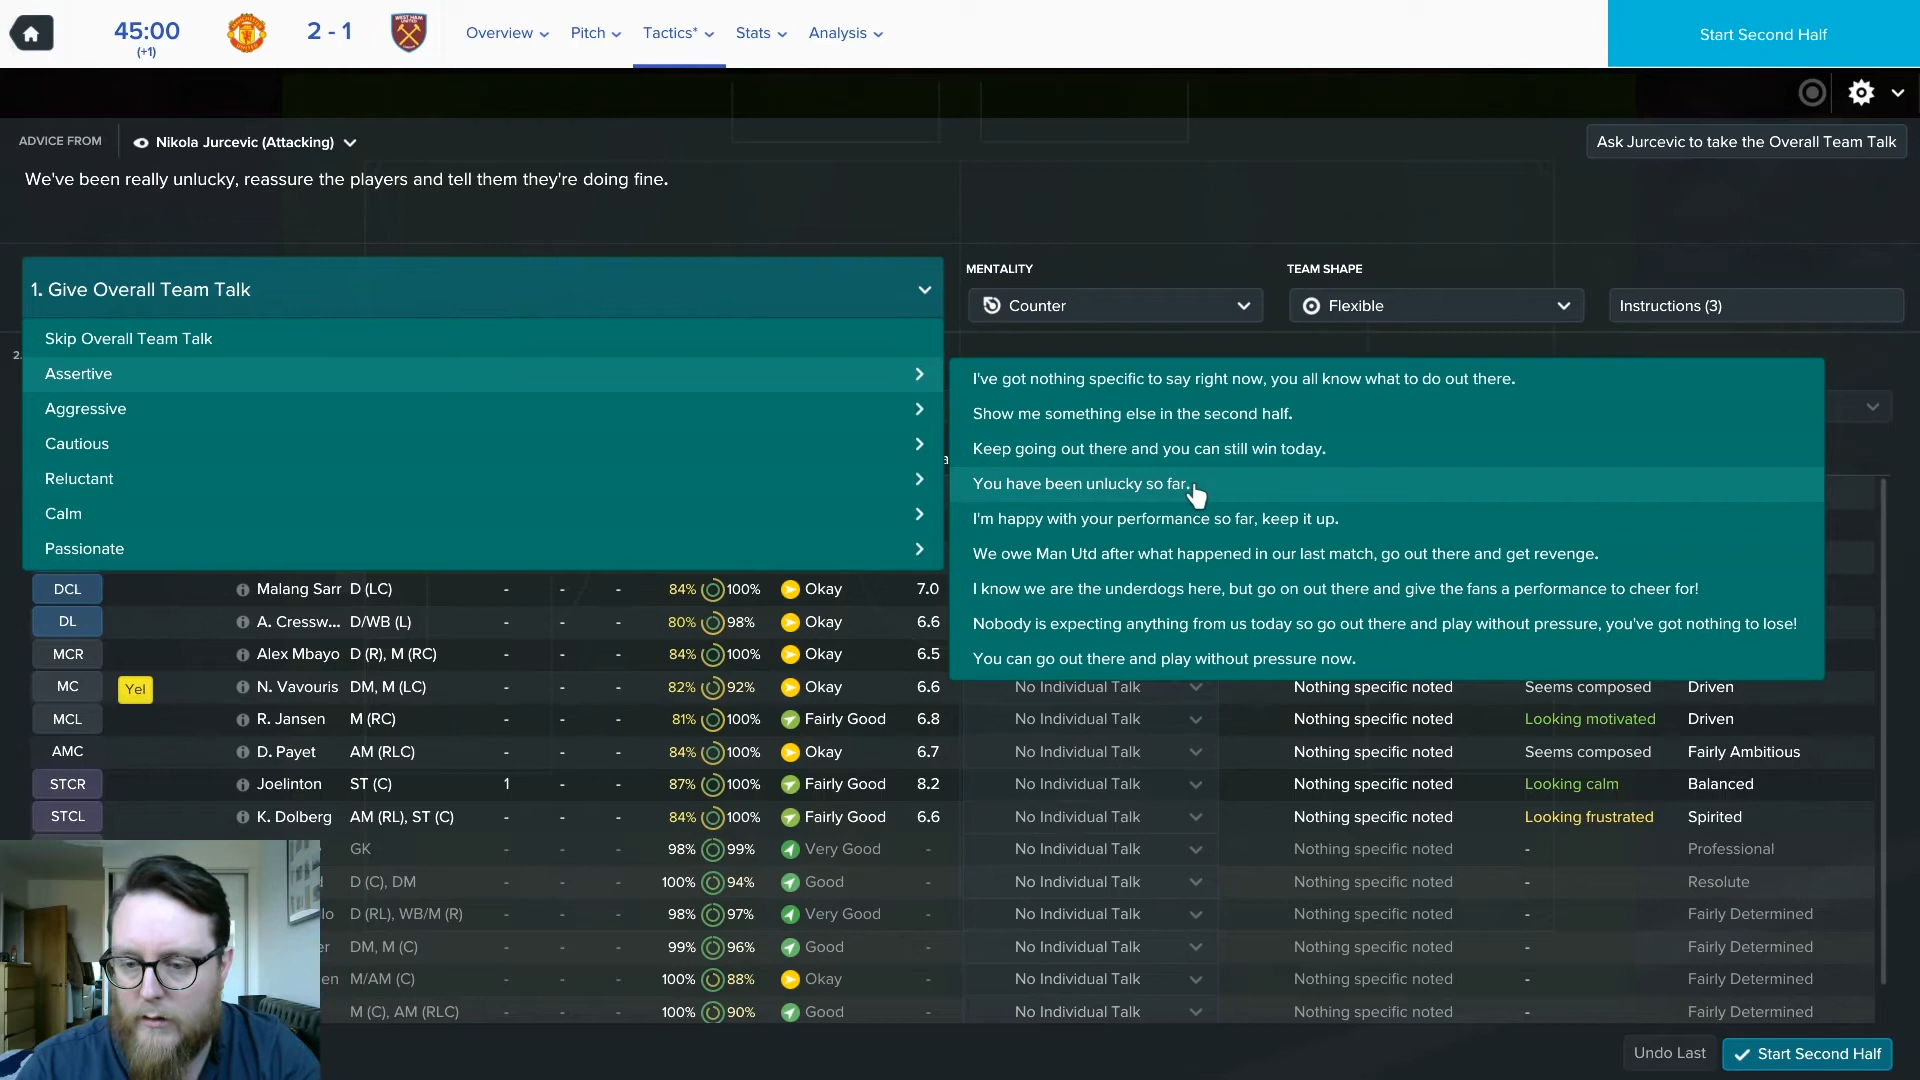 45:00
(+1)
2 - 1
WEST HAM
UNITED
Overview
Pitch
Tactics*
Stats
Analysis
Start Second Half
ADVICE FROM
Nikola Jurcevic (Attacking)
Ask Jurcevic to take the Overall Team Talk
We've been really unlucky, reassure the players and tell them they're doing fine.
1. Give Overall Team Talk
MENTALITY
TEAM SHAPE
Counter
Flexible
Instructions (3)
Skip Overall Team Talk
2.
Assertive
Aggressive
Cautious
Reluctant
Calm
Passionate
I've got nothing specific to say right now, you all know what to do out there.
Show me something else in the second half.
Keep going out there and you can still win today.
You have been unlucky so far.
I'm happy with your performance so far, keep it up.
We owe Man Utd after what happened in our last match, go out there and get revenge.
I know we are the underdogs here, but go on out there and give the fans a performance to cheer for!
Nobody is expecting anything from us today so go out there and play without pressure, you've got nothing to lose!
You can go out there and play without pressure now.
DCL Malang Sarr D (LC) - - - 84% 100% Okay 7.0
DL A. Cressw... D/WB (L) - - - 80% 98% Okay 6.6
MCR Alex Mbayo D (R), M (RC) - - - 84% 100% Okay 6.5
MC Yel N. Vavouris DM, M (LC) - - - 82% 92% Okay 6.6 No Individual Talk Nothing specific noted Seems composed Driven
MCL R. Jansen M (RC) - - - 81% 100% Fairly Good 6.8 No Individual Talk Nothing specific noted Looking motivated Driven
AMC D. Payet AM (RLC) - - - 84% 100% Okay 6.7 No Individual Talk Nothing specific noted Seems composed Fairly Ambitious
STCR Joelinton ST (C) 1 - - 87% 100% Fairly Good 8.2 No Individual Talk Nothing specific noted Looking calm Balanced
STCL K. Dolberg AM (RL), ST (C) - - - 84% 100% Fairly Good 6.6 No Individual Talk Nothing specific noted Looking frustrated Spirited
GK - - - 98% 99% Very Good - No Individual Talk Nothing specific noted - Professional
D (C), DM - - - 100% 94% Good - No Individual Talk Nothing specific noted - Resolute
lo D (RL), WB/M (R) - - - 98% 97% Very Good - No Individual Talk Nothing specific noted - Fairly Determined
er DM, M (C) - - - 99% 96% Good - No Individual Talk Nothing specific noted - Fairly Determined
en M/AM (C) - - - 100% 88% Okay - No Individual Talk Nothing specific noted - Fairly Determined
M (C), AM (RLC) - - - 100% 90% Good - No Individual Talk Nothing specific noted - Fairly Determined
Undo Last
Start Second Half